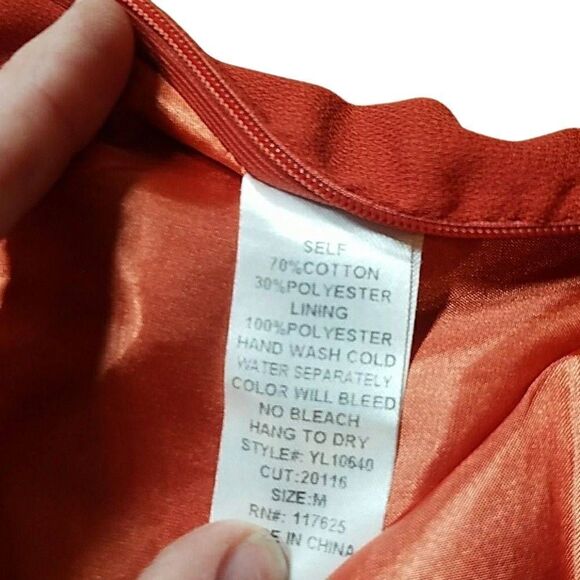 SELF
70%COTTON
30%POLYESTER
LINING
100%POLYESTER
HAND WASH COLD
WATER SEPARATELY
COLOR WILL BLEED
NO BLEACH
HANG TO DRY
STYLE#: YL10640
CUT:20116
SIZE:M
RN#: 117625
E IN CHINA